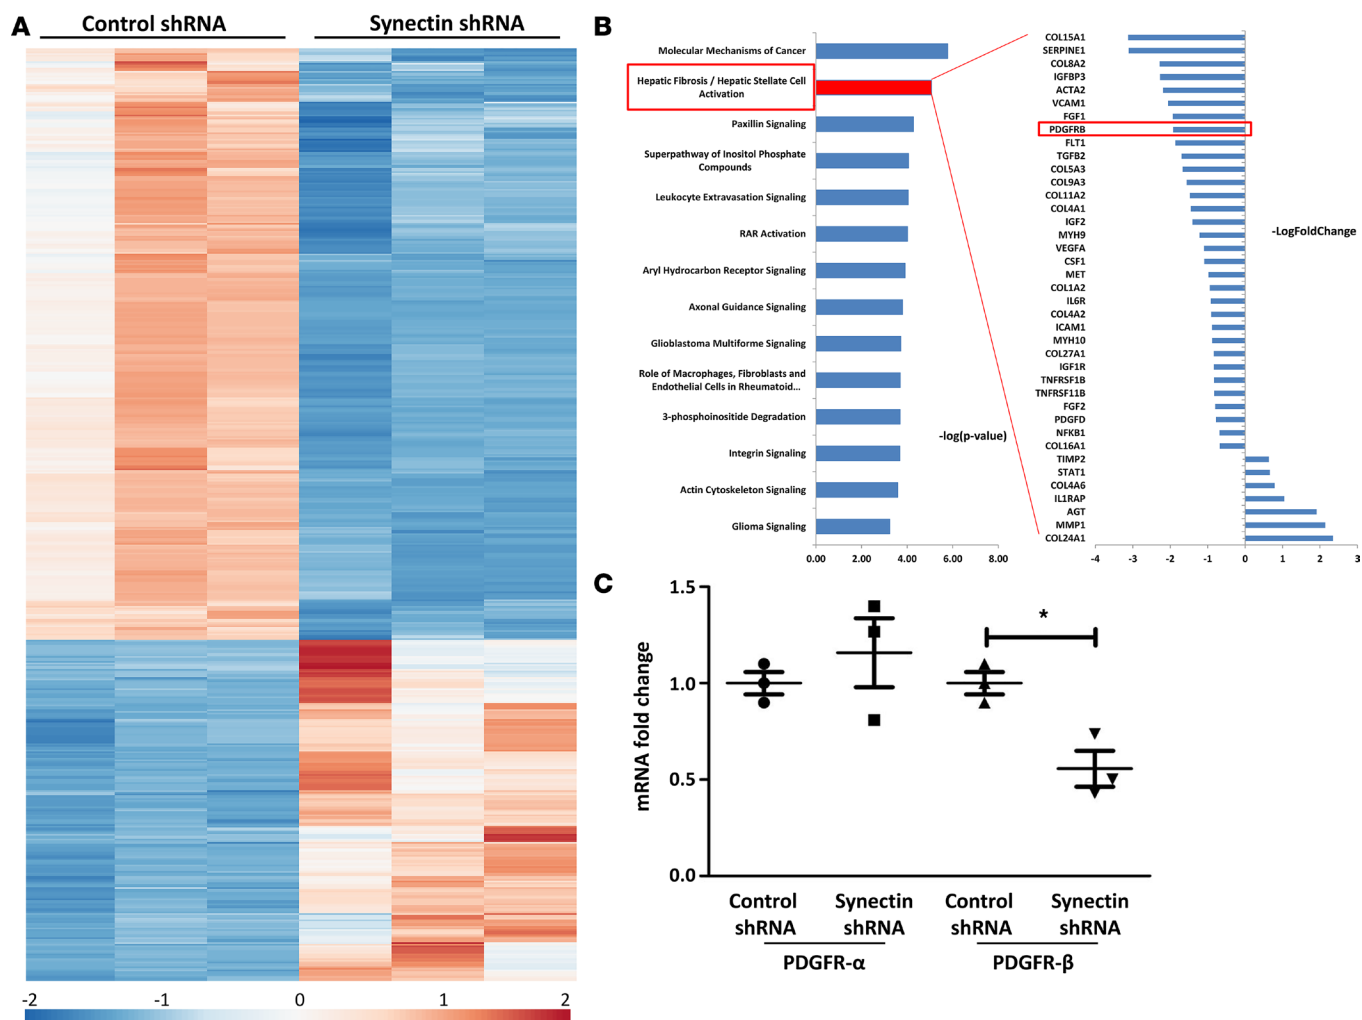 A
Control shRNA
Synectin shRNA
-2
-1
0
1
2
B
Molecular Mechanisms of Cancer
Hepatic Fibrosis / Hepatic Stellate Cell
Activation
Paxillin Signaling
Superpathway of Inositol Phosphate
Compounds
Leukocyte Extravasation Signaling
RAR Activation
Aryl Hydrocarbon Receptor Signaling
Axonal Guidance Signaling
Glioblastoma Multiforme Signaling
Role of Macrophages, Fibroblasts and
Endothelial Cells in Rheumatoid...
3-phosphoinositide Degradation
Integrin Signaling
Actin Cytoskeleton Signaling
Glioma Signaling
-log(p-value)
0.00
2.00
4.00
6.00
8.00
COL15A1
SERPINE1
COL8A2
IGFBP3
ACTA2
VCAM1
FGF1
PDGFRB
FLT1
TGFB2
COL5A3
COL9A3
COL11A2
COL4A1
IGF2
MYH9
VEGFA
CSF1
MET
COL1A2
IL6R
COL4A2
ICAM1
MYH10
COL27A1
IGF1R
TNFRSF1B
TNFRSF11B
FGF2
PDGFD
NFKB1
COL16A1
TIMP2
STAT1
COL4A6
IL1RAP
AGT
MMP1
COL24A1
-LogFoldChange
-4
-3
-2
-1
0
1
2
3
C
mRNA fold change
1.5
1.0
0.5
0.0
*
Control
shRNA
Synectin
shRNA
Control
shRNA
Synectin
shRNA
PDGFR-α
PDGFR-β